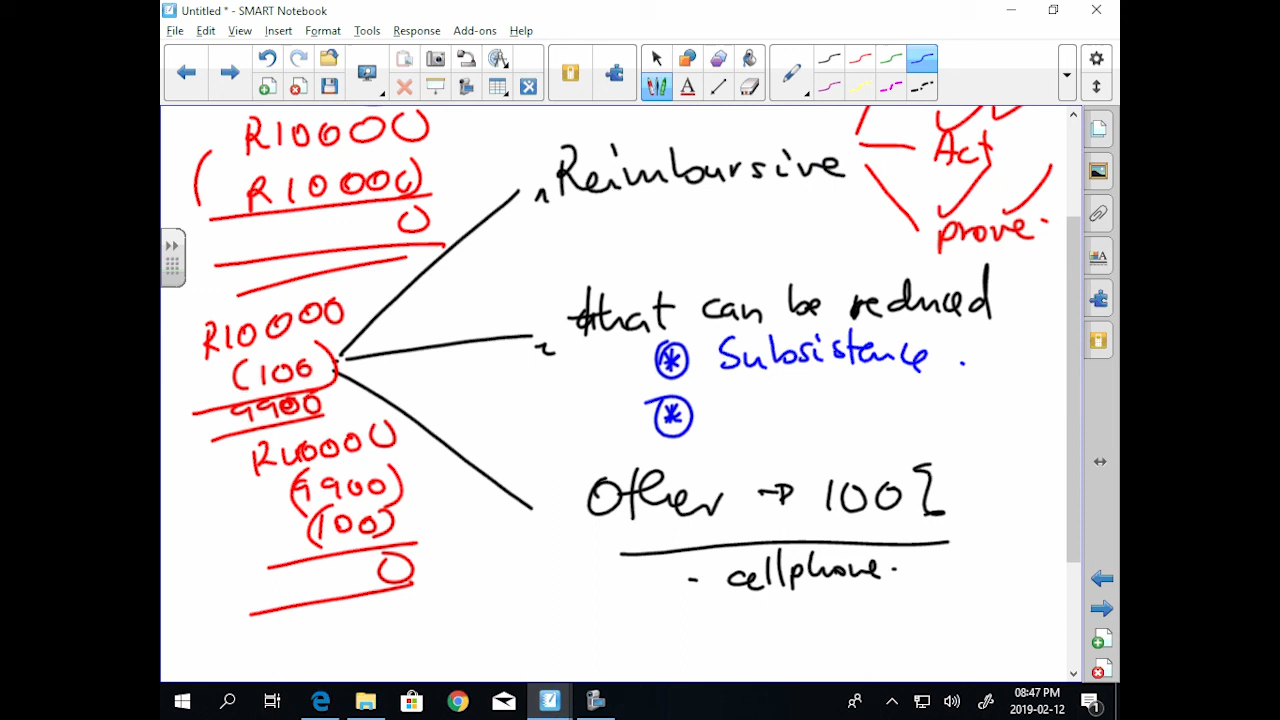 Untitled * - SMART Notebook
File Edit View Insert Format Tools Response Add-ons Help
R10000
(R10000)
0
R10000
(100)
9900
R10000
(9900)
(100)
0
Reimbursive
Act
prove.
that can be reduced
* Subsistence .
*
Other → 100%
- cellphone.
08:47 PM
2019-02-12
1